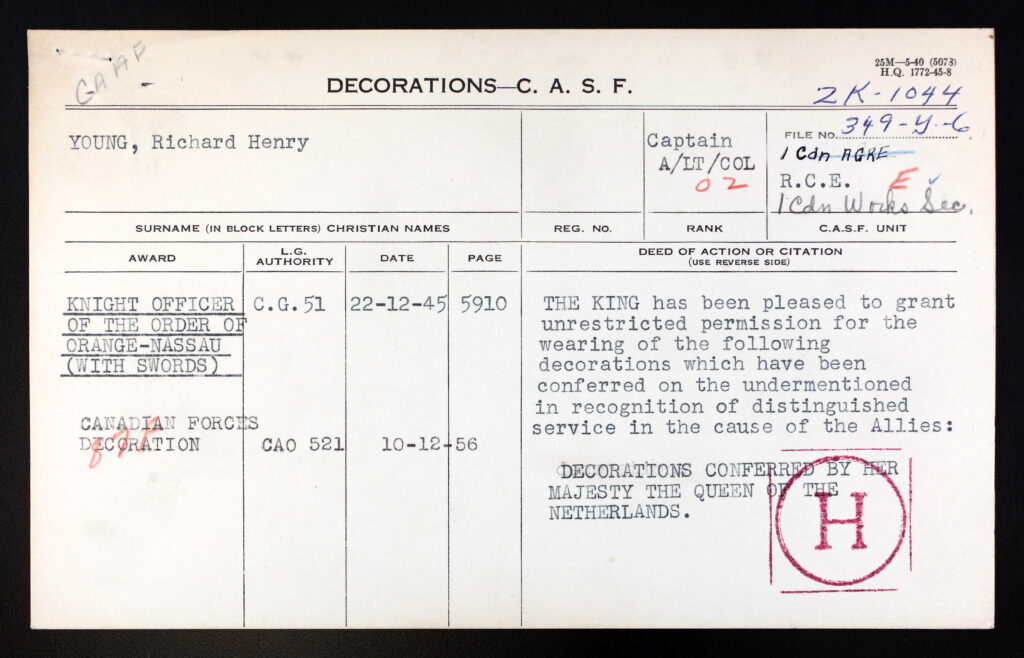 GAAF
25M—5-40 (5073)
H.Q. 1772-45-8
DECORATIONS—C. A. S. F.
ZK-1044
YOUNG, Richard Henry
Captain
A/LT/COL
02
FILE NO. 349-Y-6
1 Cdn AGRE
R.C.E. E
1 Cdn Works Sec.
SURNAME (IN BLOCK LETTERS) CHRISTIAN NAMES
REG. NO.
RANK
C.A.S.F. UNIT
AWARD
L.G. AUTHORITY
DATE
PAGE
DEED OF ACTION OR CITATION
(USE REVERSE SIDE)
KNIGHT OFFICER C.G. 51 22-12-45 5910
OF THE ORDER OF
ORANGE-NASSAU
(WITH SWORDS)
THE KING has been pleased to grant
unrestricted permission for the
wearing of the following
decorations which have been
conferred on the undermentioned
in recognition of distinguished
service in the cause of the Allies:
CANADIAN FORCES
DECORATION CAO 521 10-12-56
DECORATIONS CONFERRED BY HER
MAJESTY THE QUEEN OF THE
NETHERLANDS.
H